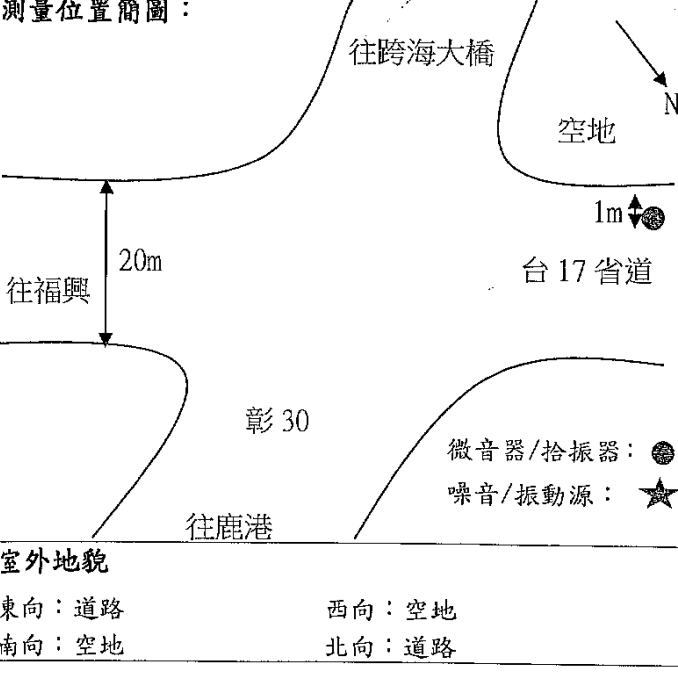 測量位置簡圖：
往跨海大橋
N
空地
1m
20m
台 17 省道
往福興
彰 30
微音器/拾振器：
噪音/振動源：
往鹿港
室外地貌
東向：道路 西向：空地
南向：空地 北向：道路